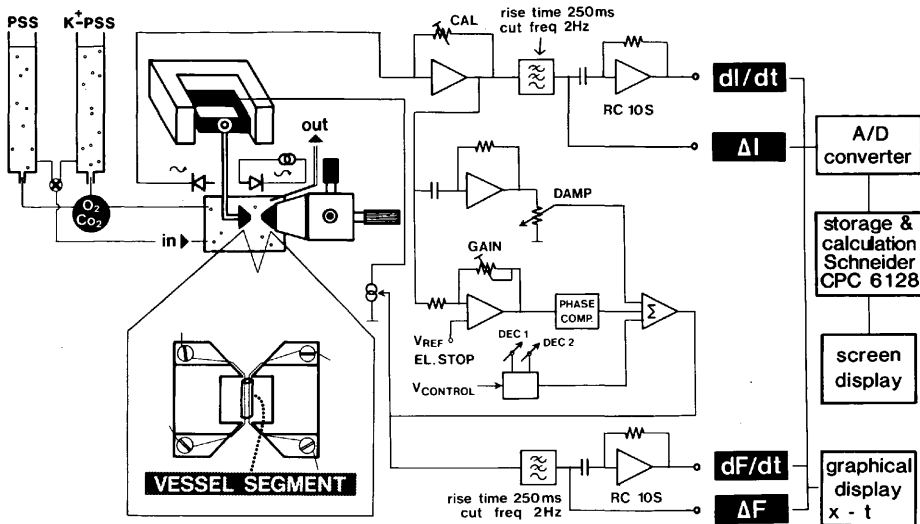 PSS
K+-PSS
O2
Co2
in
out
CAL
rise time 250ms
cut freq 2Hz
RC 10S
dI/dt
ΔI
A/D
converter
DAMP
storage &
calculation
Schneider
CPC 6128
GAIN
PHASE
COMP.
Σ
VREF
EL. STOP
DEC 1
DEC 2
VCONTROL
screen
display
VESSEL SEGMENT
rise time 250ms
cut freq 2Hz
RC 10S
dF/dt
ΔF
graphical
display
x - t